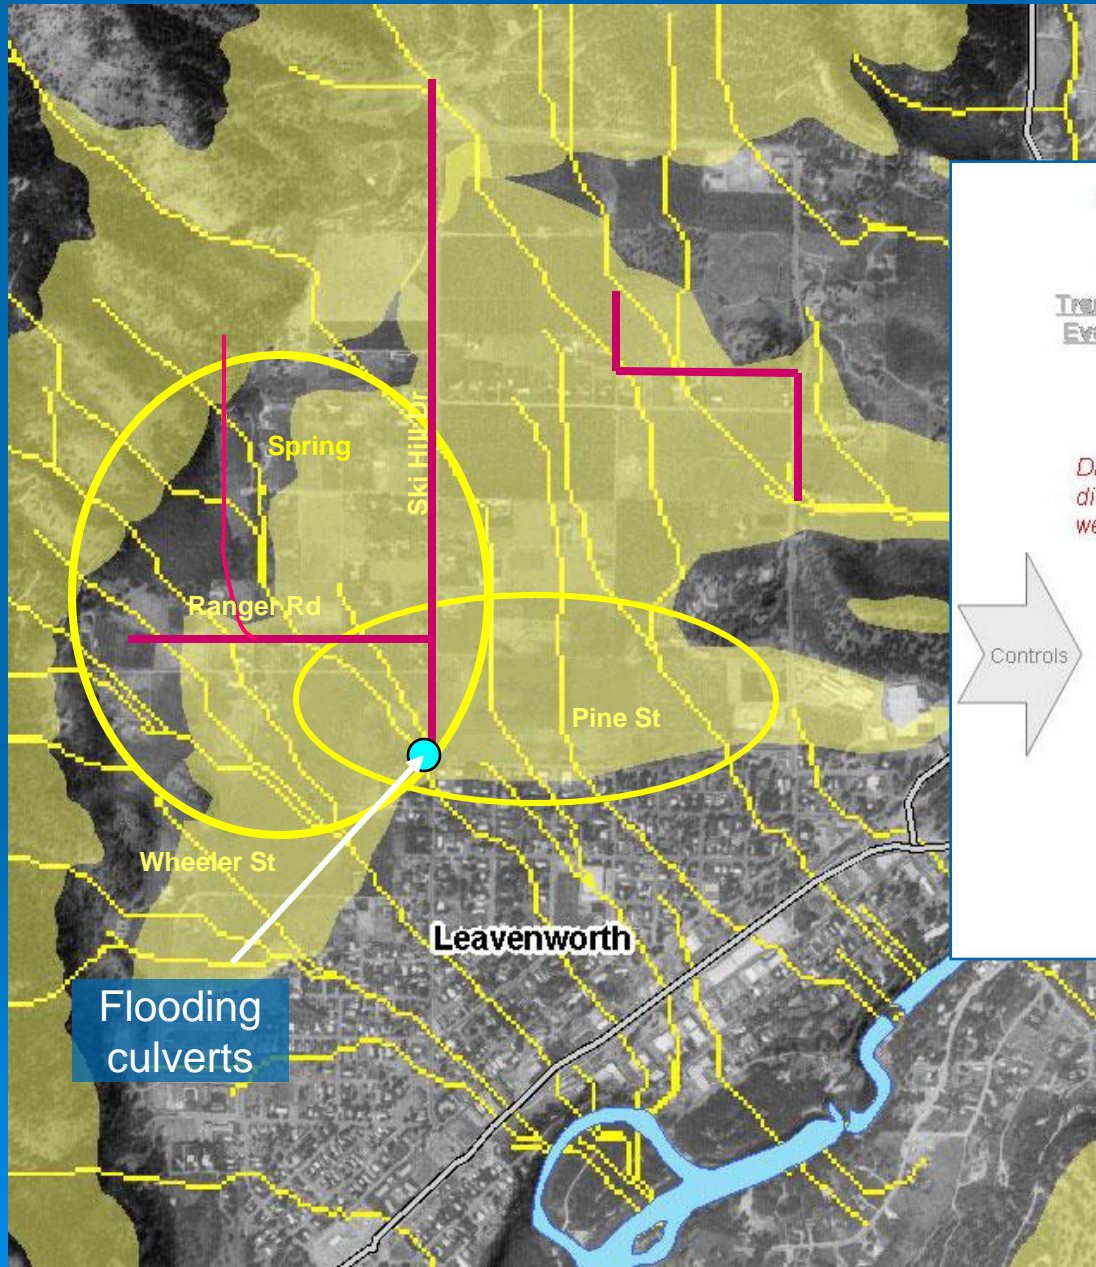 Spring
Ski Hill Dr
Ranger Rd
Pine St
Wheeler St
Leavenworth
Flooding
culverts
Controls